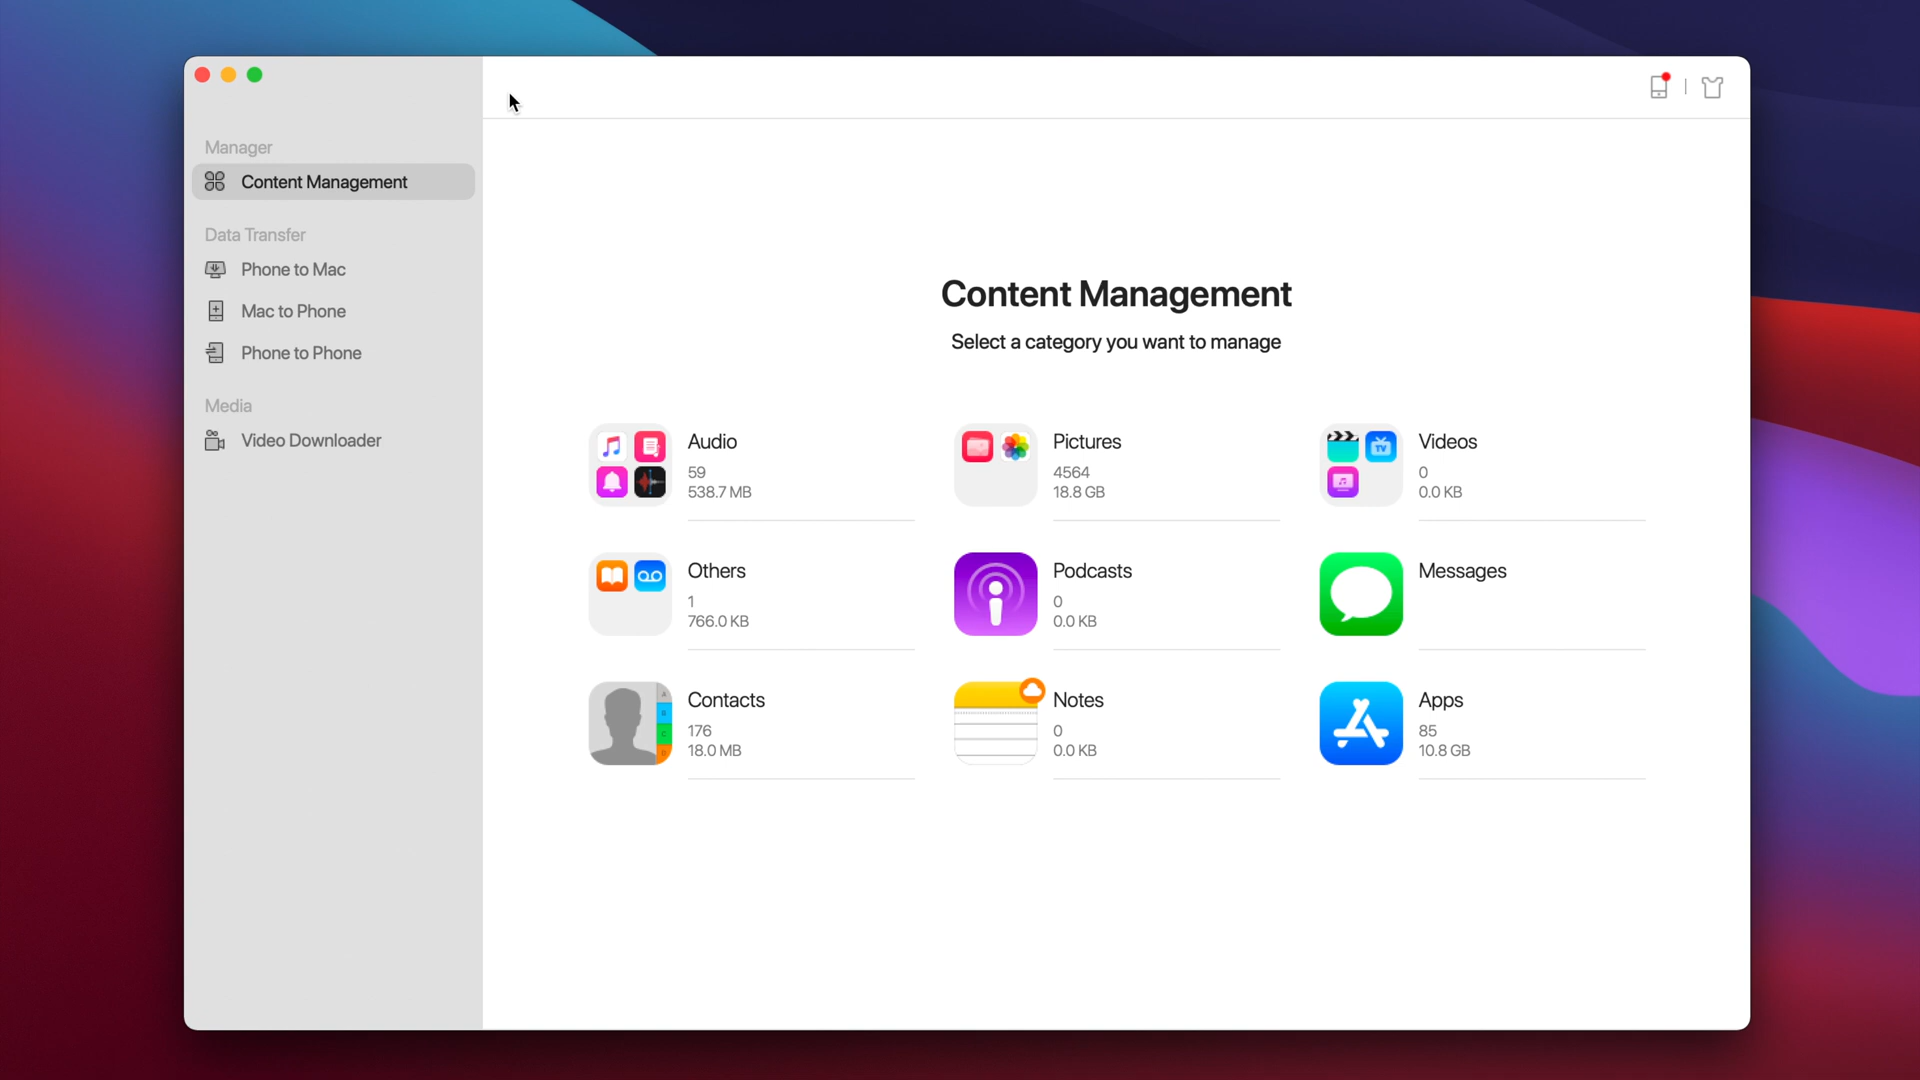 Manager
Content Management
Data Transfer
Phone to Mac
Mac to Phone
Phone to Phone
Media
Video Downloader
Content Management
Select a category you want to manage
Audio
59
538.7 MB
Pictures
4564
18.8 GB
Videos
0
0.0 KB
tv
Others
1
766.0 KB
Podcasts
0
0.0 KB
Messages
Contacts
176
18.0 MB
A
B
C
D
Notes
0
0.0 KB
Apps
85
10.8 GB